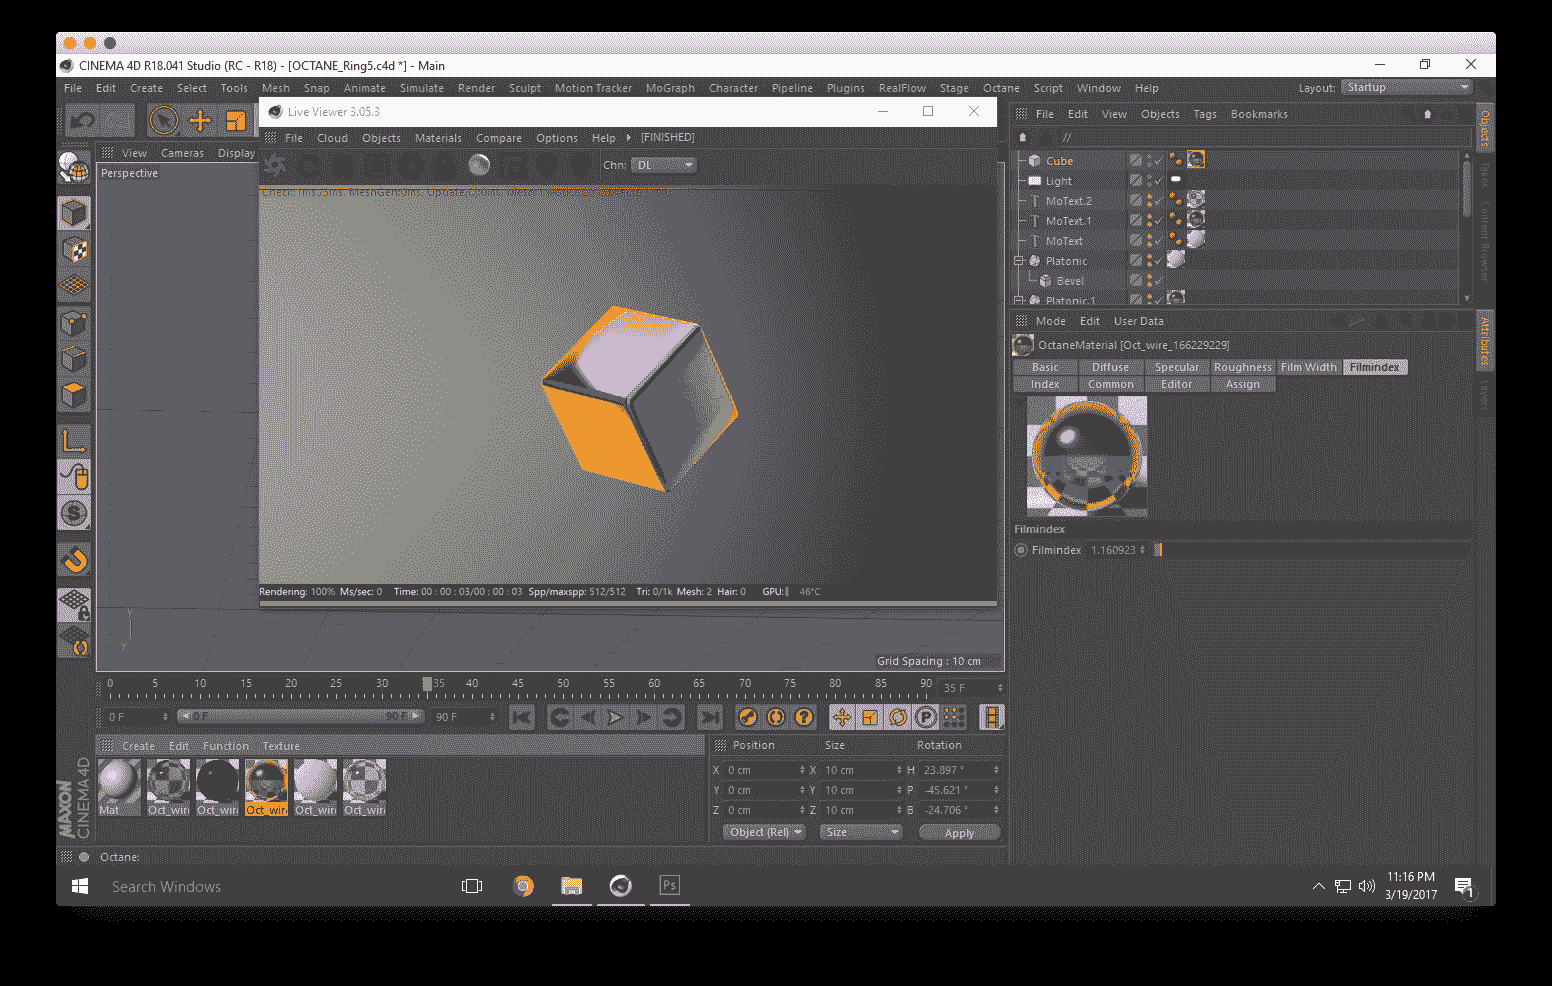 CINEMA 4D R18.041 Studio (RC - R18) - [OCTANE_Ring5.c4d *] - Main
File Edit Create Select Tools Mesh Snap Animate Simulate Render Sculpt Motion Tracker MoGraph Character Pipeline Plugins RealFlow Stage Octane Script Window Help
Layout: Startup
Live Viewer 3.05.3
File Cloud Objects Materials Compare Options Help [FINISHED]
Chn: DL
View Cameras Display
Perspective
Rendering: 100% Ms/sec: 0 Time: 00 : 00 : 03/00 : 00 : 03 Spp/maxspp: 512/512 Tri: 0/1k Mesh: 2 Hair: 0 GPU: 46°C
Grid Spacing : 10 cm
File Edit View Objects Tags Bookmarks
//
Cube
Light
MoText.2
MoText.1
MoText
Platonic
Bevel
Platonic.1
Objects
Takes
Content Browser
Mode Edit User Data
OctaneMaterial [Oct_wire_166229229]
Basic Diffuse Specular Roughness Film Width Filmindex
Index Common Editor Assign
Filmindex
Filmindex 1.160923
Attributes
Layers
0 5 10 15 20 25 30 35 40 45 50 55 60 65 70 75 80 85 90 35 F
0 F 0 F 90 F 90 F
Create Edit Function Texture
Mat Oct_wir Oct_wir Oct_wir Oct_wir Oct_wir
Position Size Rotation
X 0 cm X 10 cm H 23.897 °
Y 0 cm Y 10 cm P -45.621 °
Z 0 cm Z 10 cm B -24.706 °
Object (Rel) Size Apply
MAXON
CINEMA4D
Octane:
Search Windows
Ps
11:16 PM
3/19/2017
1